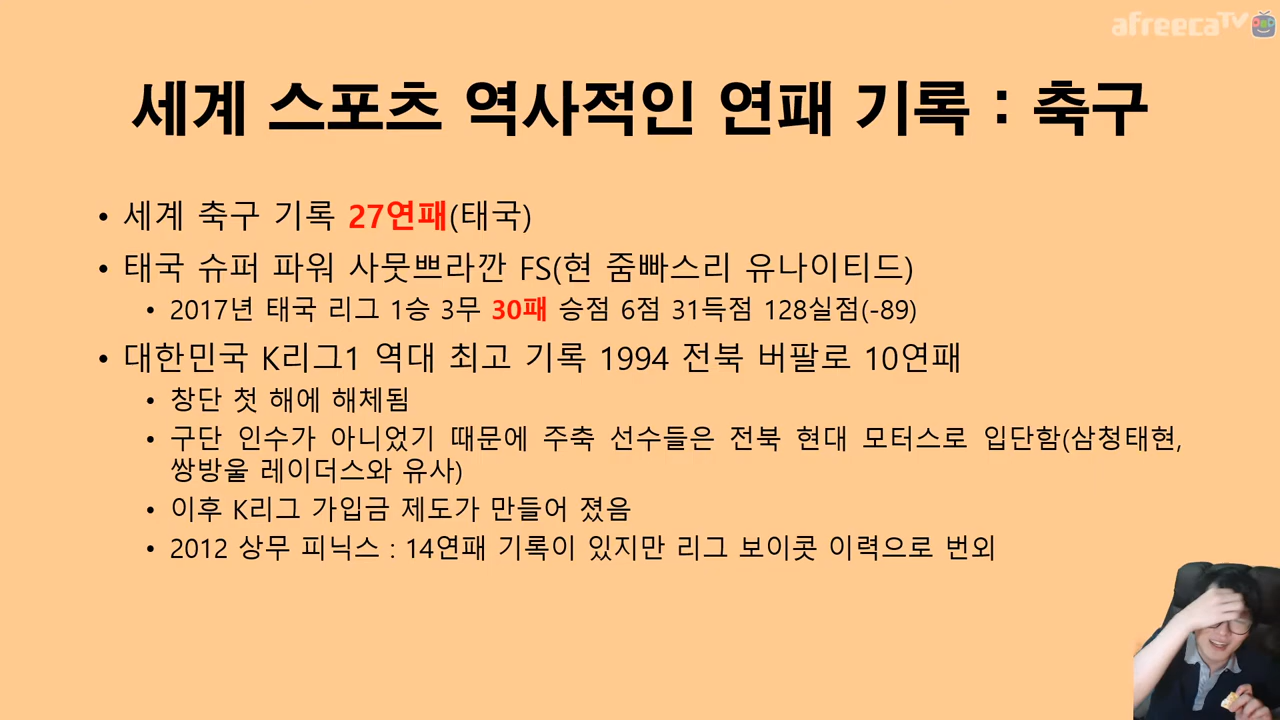 afreecaTV
세계 스포츠 역사적인 연패 기록 : 축구
• 세계 축구 기록 27연패(태국)
• 태국 슈퍼 파워 사뭇쁘라깐 FS(현 줌빠스리 유나이티드)
• 2017년 태국 리그 1승 3무 30패 승점 6점 31득점 128실점(-89)
• 대한민국 K리그1 역대 최고 기록 1994 전북 버팔로 10연패
• 창단 첫 해에 해체됨
• 구단 인수가 아니었기 때문에 주축 선수들은 전북 현대 모터스로 입단함(삼청태현,
쌍방울 레이더스와 유사)
• 이후 K리그 가입금 제도가 만들어 졌음
• 2012 상무 피닉스 : 14연패 기록이 있지만 리그 보이콧 이력으로 번외